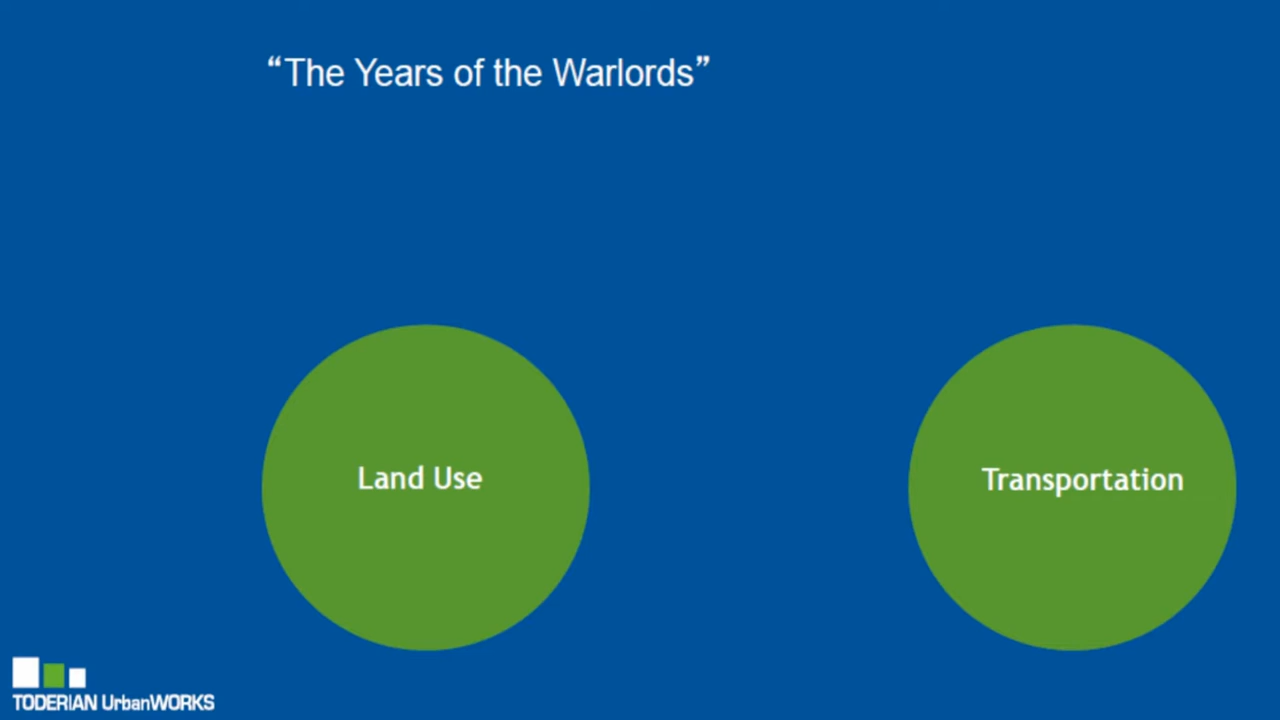 “The Years of the Warlords”
Land Use
Transportation
TODERIAN UrbanWORKS